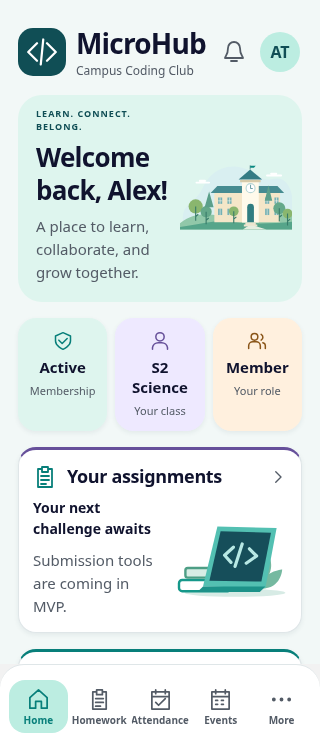 MicroHub
Campus Coding Club
AT
LEARN. CONNECT.
BELONG.
Welcome
back, Alex!
A place to learn,
collaborate, and
grow together.
Active
Membership
S2
Science
Your class
Member
Your role
Your assignments
Your next
challenge awaits
Submission tools
are coming in
MVP.
Home
Homework
Attendance
Events
More